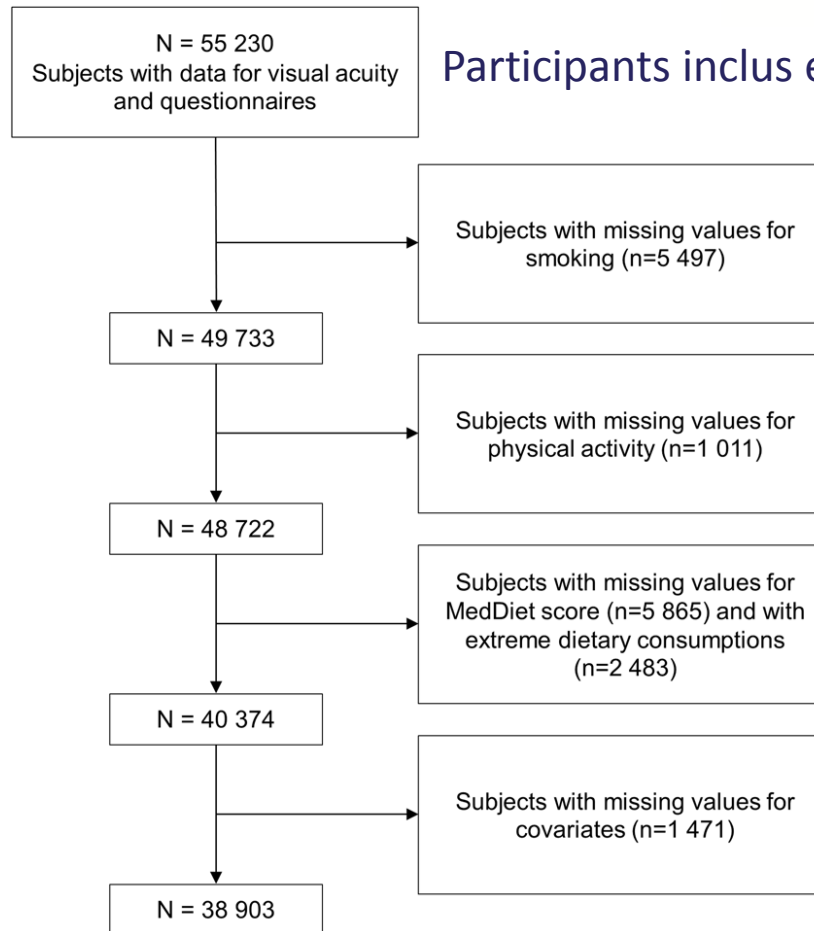 N = 55 230
Subjects with data for visual acuity
and questionnaires
Participants inclus e
Subjects with missing values for
smoking (n=5 497)
N = 49 733
Subjects with missing values for
physical activity (n=1 011)
N = 48 722
Subjects with missing values for
MedDiet score (n=5 865) and with
extreme dietary consumptions
(n=2 483)
N = 40 374
Subjects with missing values for
covariates (n=1 471)
N = 38 903